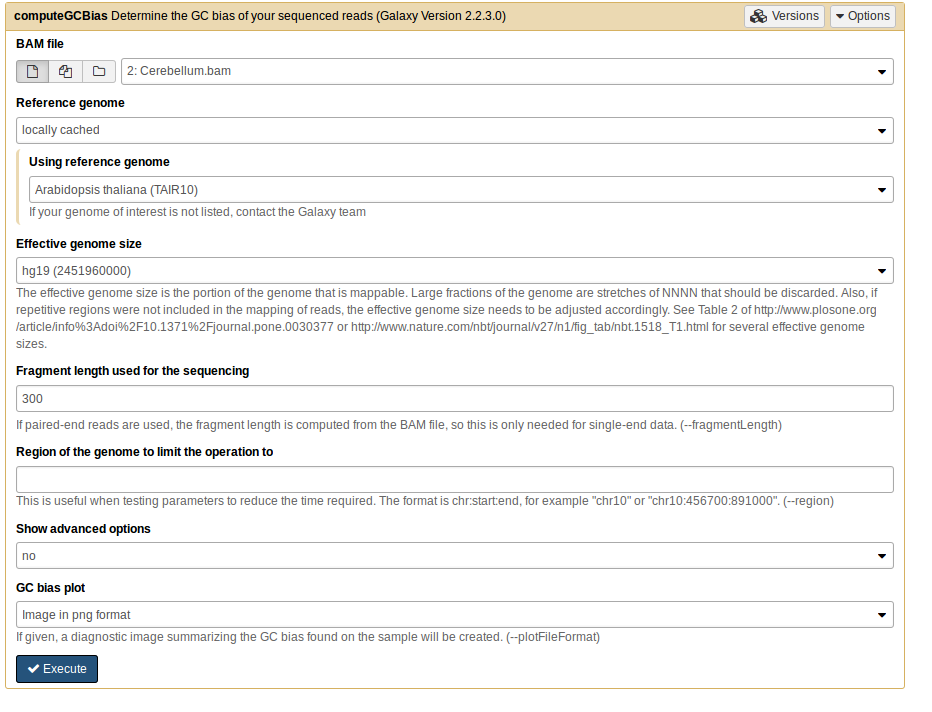 computeGCBias Determine the GC bias of your sequenced reads (Galaxy Version 2.2.3.0)
Versions
Options
BAM file
2: Cerebellum.bam
Reference genome
locally cached
Using reference genome
Arabidopsis thaliana (TAIR10)
If your genome of interest is not listed, contact the Galaxy team
Effective genome size
hg19 (2451960000)
The effective genome size is the portion of the genome that is mappable. Large fractions of the genome are stretches of NNNN that should be discarded. Also, if
repetitive regions were not included in the mapping of reads, the effective genome size needs to be adjusted accordingly. See Table 2 of http://www.plosone.org
/article/info%3Adoi%2F10.1371%2Fjournal.pone.0030377 or http://www.nature.com/nbt/journal/v27/n1/fig_tab/nbt.1518_T1.html for several effective genome
sizes.
Fragment length used for the sequencing
300
If paired-end reads are used, the fragment length is computed from the BAM file, so this is only needed for single-end data. (--fragmentLength)
Region of the genome to limit the operation to
This is useful when testing parameters to reduce the time required. The format is chr:start:end, for example "chr10" or "chr10:456700:891000". (--region)
Show advanced options
no
GC bias plot
Image in png format
If given, a diagnostic image summarizing the GC bias found on the sample will be created. (--plotFileFormat)
Execute